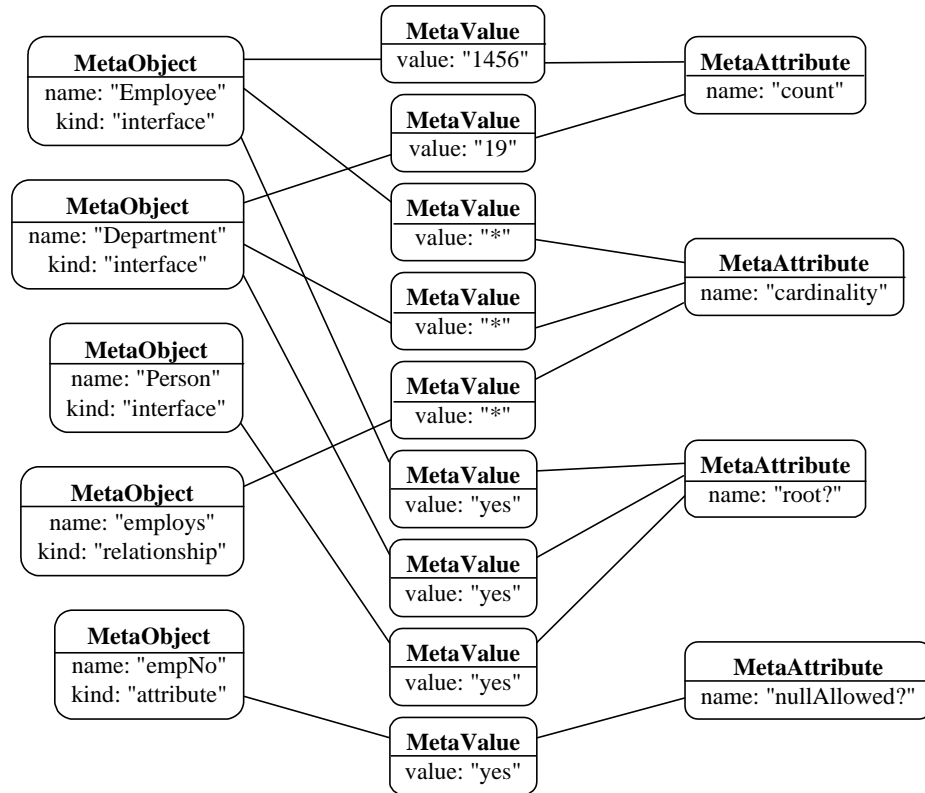 MetaObject
name: "Employee"
kind: "interface"
MetaObject
name: "Department"
kind: "interface"
MetaObject
name: "Person"
kind: "interface"
MetaObject
name: "employs"
kind: "relationship"
MetaObject
name: "empNo"
kind: "attribute"
MetaValue
value: "1456"
MetaValue
value: "19"
MetaValue
value: "*"
MetaValue
value: "*"
MetaValue
value: "*"
MetaValue
value: "yes"
MetaValue
value: "yes"
MetaValue
value: "yes"
MetaValue
value: "yes"
MetaAttribute
name: "count"
MetaAttribute
name: "cardinality"
MetaAttribute
name: "root?"
MetaAttribute
name: "nullAllowed?"